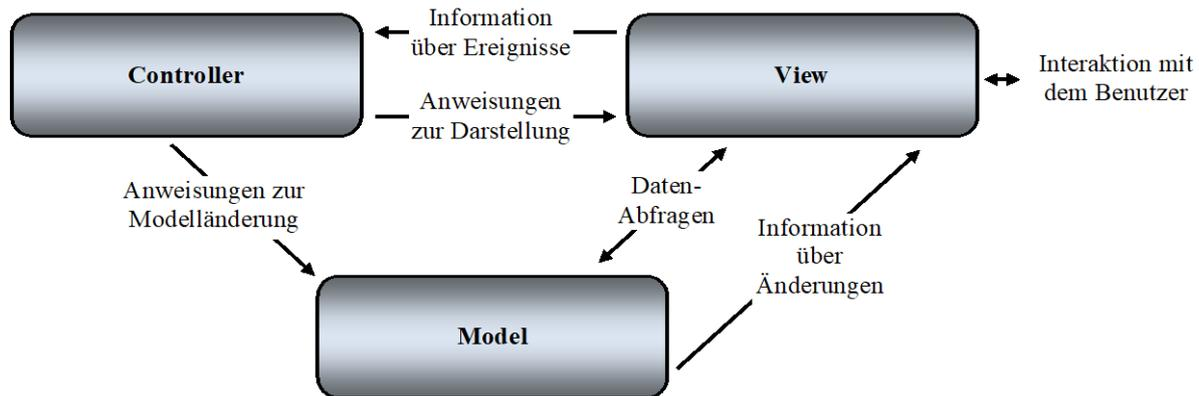 Information
über Ereignisse
Controller
View
Interaktion mit
dem Benutzer
Anweisungen
zur Darstellung
Anweisungen zur
Modelländerung
Daten-
Abfragen
Information
über
Änderungen
Model